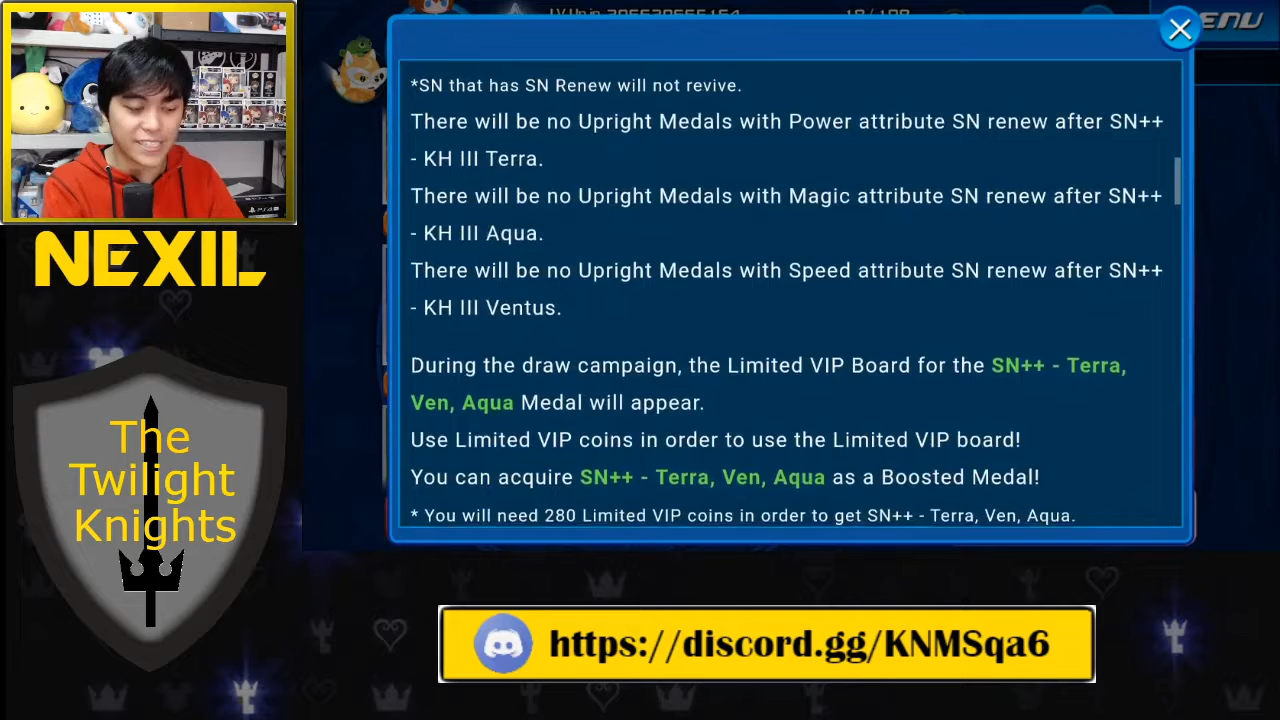 ENU
*SN that has SN Renew will not revive.
There will be no Upright Medals with Power attribute SN renew after SN++
- KH III Terra.
There will be no Upright Medals with Magic attribute SN renew after SN++
- KH III Aqua.
There will be no Upright Medals with Speed attribute SN renew after SN++
- KH III Ventus.
During the draw campaign, the Limited VIP Board for the SN++ - Terra,
Ven, Aqua Medal will appear.
Use Limited VIP coins in order to use the Limited VIP board!
You can acquire SN++ - Terra, Ven, Aqua as a Boosted Medal!
* You will need 280 Limited VIP coins in order to get SN++ - Terra, Ven, Aqua.
NEXIL
The
Twilight
Knights
https://discord.gg/KNMSqa6